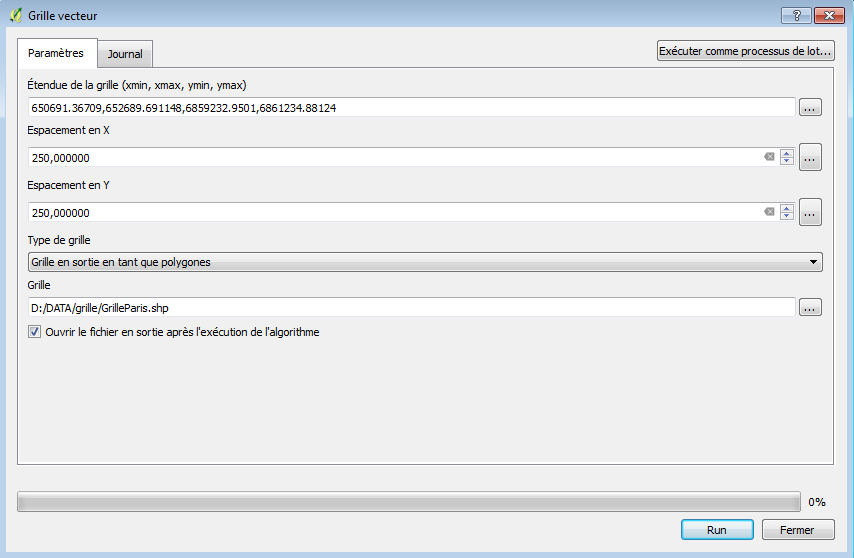 Grille vecteur
Paramètres
Journal
Exécuter comme processus de lot...
Étendue de la grille (xmin, xmax, ymin, ymax)
650691.36709,652689.691148,6859232.9501,6861234.88124
...
Espacement en X
250,000000
...
Espacement en Y
250,000000
...
Type de grille
Grille en sortie en tant que polygones
Grille
D:/DATA/grille/GrilleParis.shp
...
Ouvrir le fichier en sortie après l'exécution de l'algorithme
0%
Run
Fermer